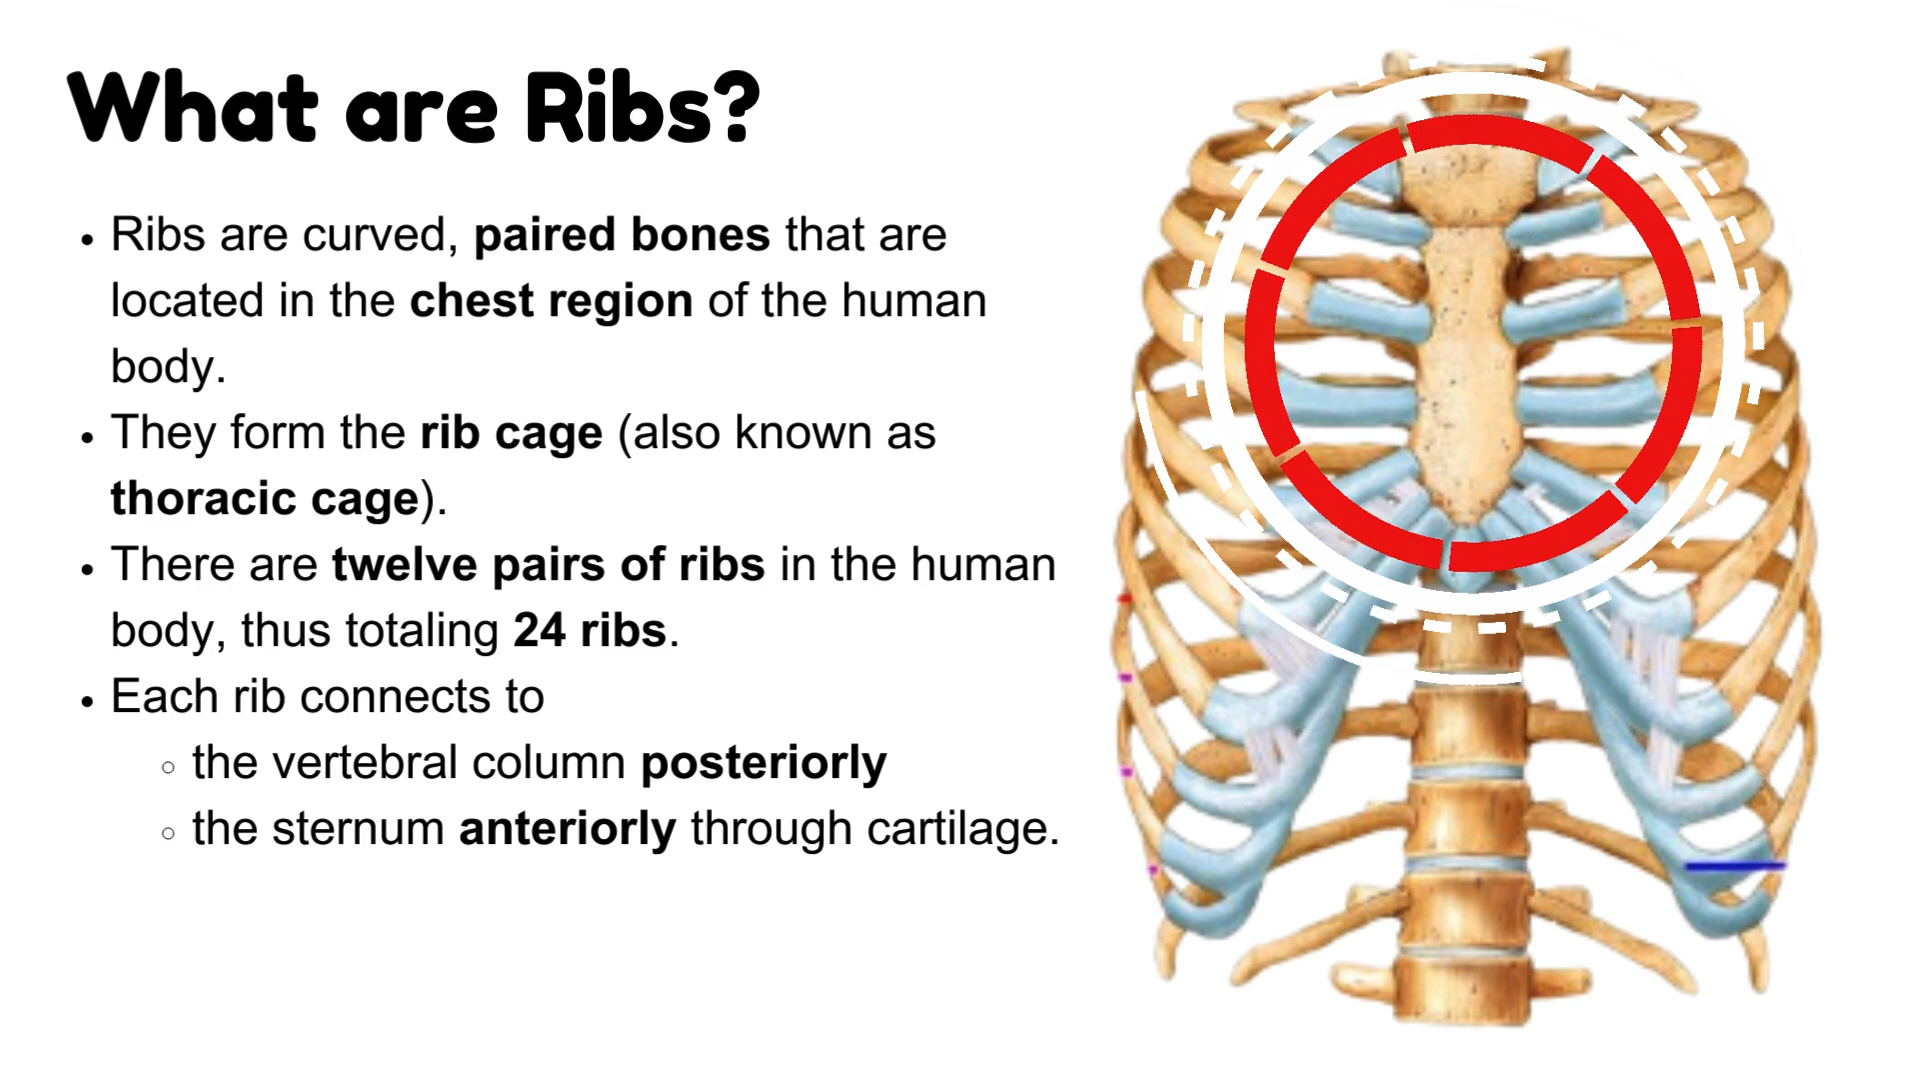 What are Ribs?
Ribs are curved, paired bones that are
located in the chest region of the human
body.
They form the rib cage (also known as
thoracic cage).
There are twelve pairs of ribs in the human
body, thus totaling 24 ribs.
Each rib connects to
the vertebral column posteriorly
the sternum anteriorly through cartilage.